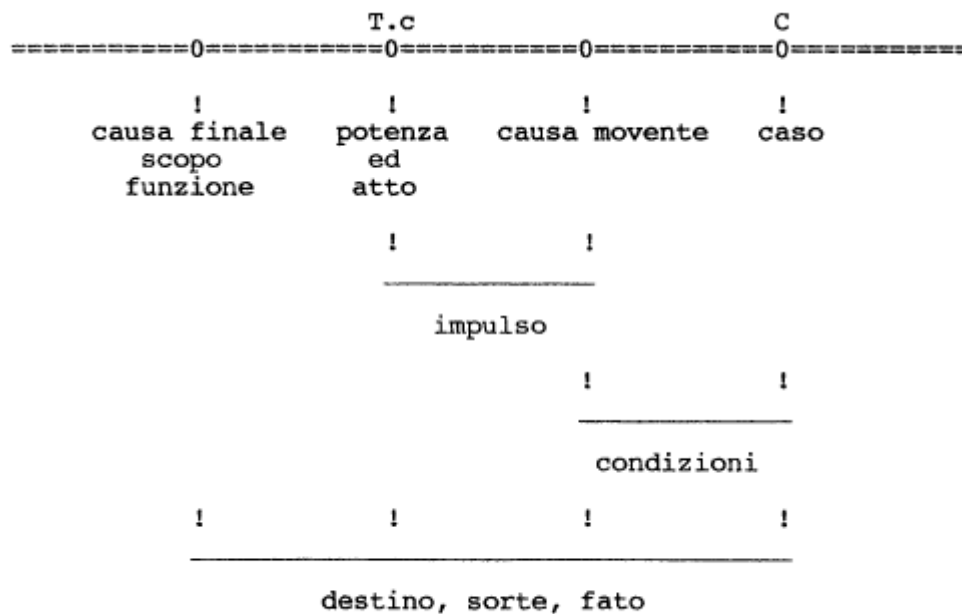 T.c C
===========0===========0===========0===========0===========
! ! ! !
causa finale potenza causa movente caso
scopo ed
funzione atto
! !
impulso
! !
condizioni
! ! ! !
destino, sorte, fato